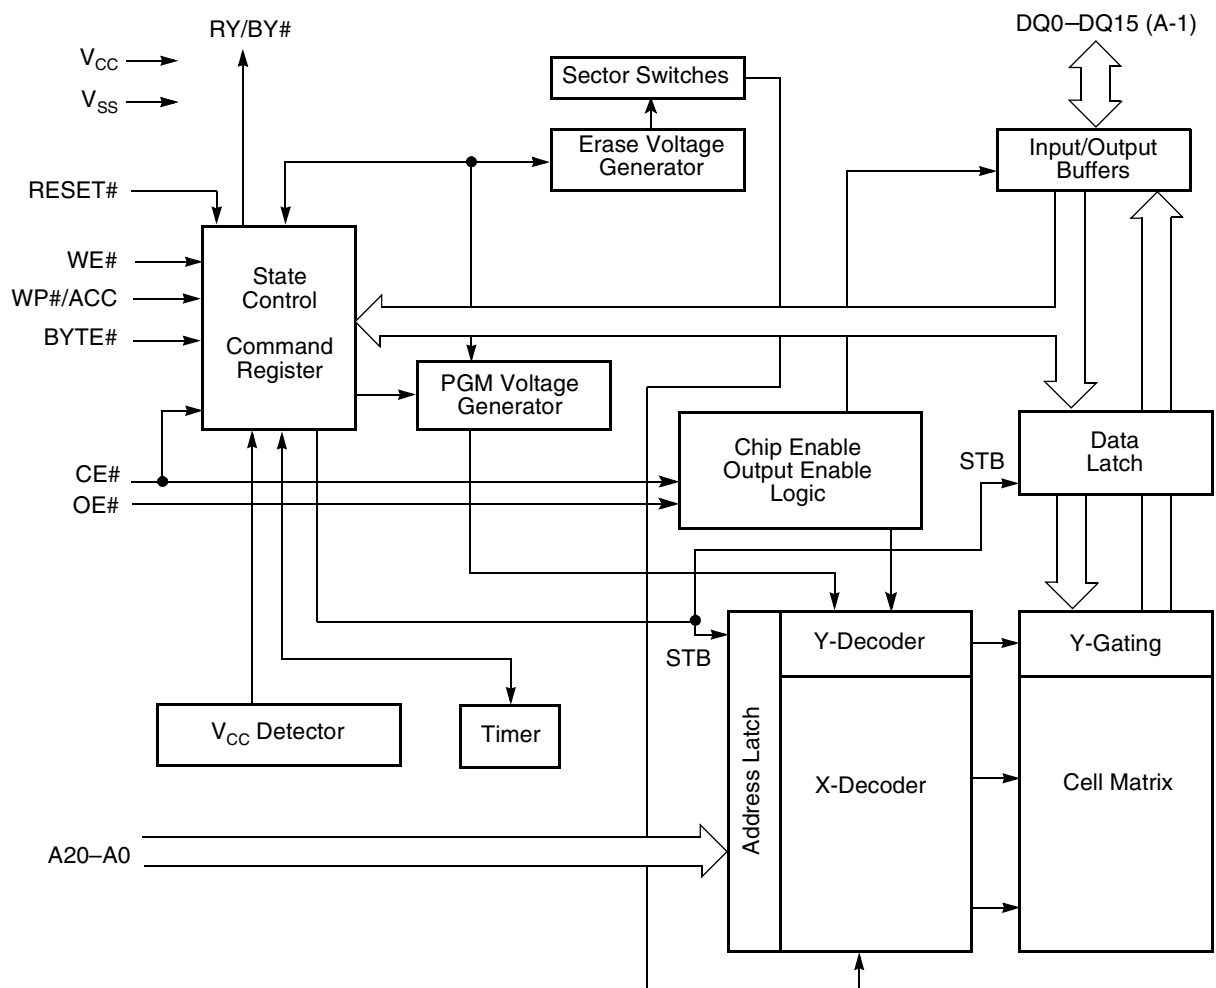 RY/BY#
DQ0–DQ15 (A-1)
VCC
VSS
Sector Switches
Erase Voltage
Generator
Input/Output
Buffers
RESET#
WE#
WP#/ACC
BYTE#
State
Control
Command
Register
PGM Voltage
Generator
CE#
OE#
Chip Enable
Output Enable
Logic
STB
Data
Latch
STB
Y-Decoder
Y-Gating
VCC Detector
Timer
Address Latch
X-Decoder
Cell Matrix
A20–A0